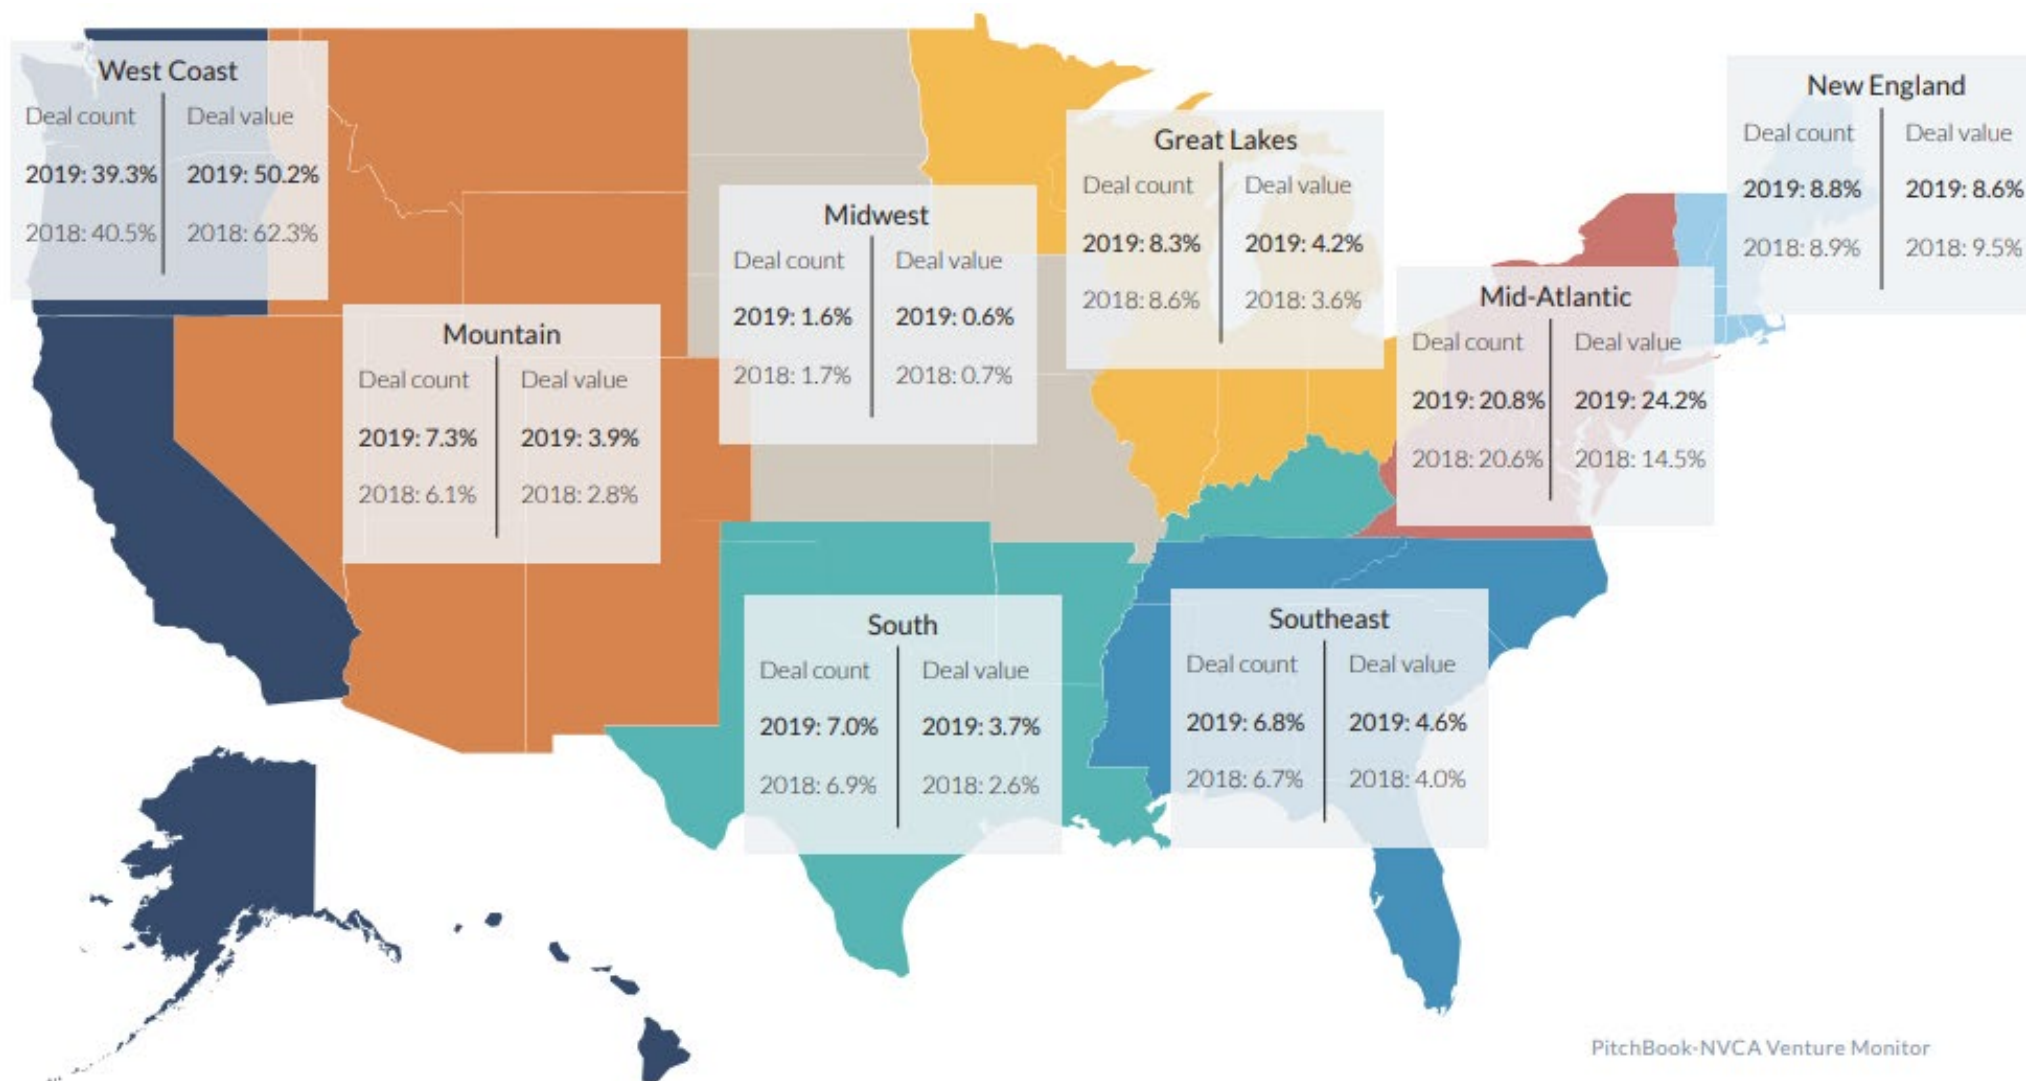 West Coast
Deal count Deal value
2019: 39.3% 2019: 50.2%
2018: 40.5% 2018: 62.3%
Mountain
Deal count Deal value
2019: 7.3% 2019: 3.9%
2018: 6.1% 2018: 2.8%
Midwest
Deal count Deal value
2019: 1.6% 2019: 0.6%
2018: 1.7% 2018: 0.7%
Great Lakes
Deal count Deal value
2019: 8.3% 2019: 4.2%
2018: 8.6% 2018: 3.6%
New England
Deal count Deal value
2019: 8.8% 2019: 8.6%
2018: 8.9% 2018: 9.5%
Mid-Atlantic
Deal count Deal value
2019: 20.8% 2019: 24.2%
2018: 20.6% 2018: 14.5%
South
Deal count Deal value
2019: 7.0% 2019: 3.7%
2018: 6.9% 2018: 2.6%
Southeast
Deal count Deal value
2019: 6.8% 2019: 4.6%
2018: 6.7% 2018: 4.0%
PitchBook-NVCA Venture Monitor